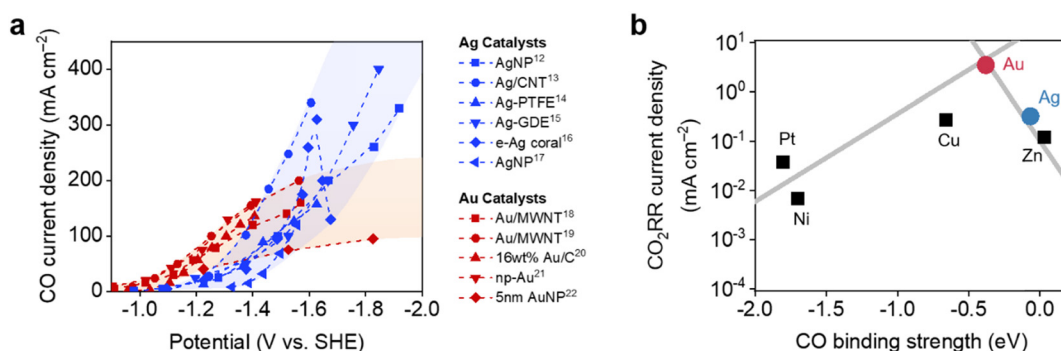 a
CO current density (mA cm⁻²)
400
300
200
100
0
-1.0 -1.2 -1.4 -1.6 -1.8 -2.0
Potential (V vs. SHE)
Ag Catalysts
AgNP¹²
Ag/CNT¹³
Ag-PTFE¹⁴
Ag-GDE¹⁵
e-Ag coral¹⁶
AgNP¹⁷
Au Catalysts
Au/MWNT¹⁸
Au/MWNT¹⁹
16wt% Au/C²⁰
np-Au²¹
5nm AuNP²²
b
CO₂RR current density
(mA cm⁻²)
10¹
10⁰
10⁻¹
10⁻²
10⁻³
10⁻⁴
Au
Ag
Pt
Cu
Zn
Ni
-2.0 -1.5 -1.0 -0.5 0.0
CO binding strength (eV)